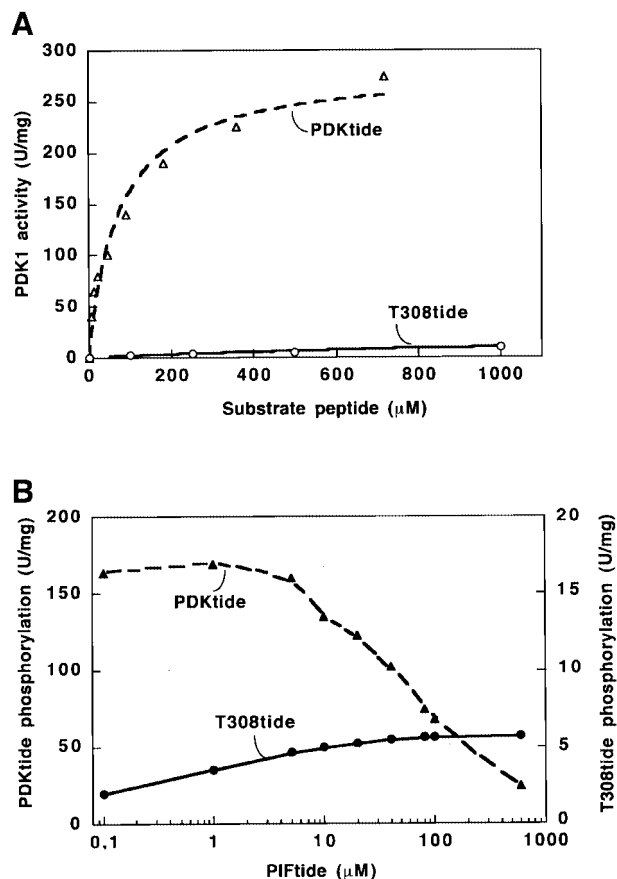 A
300
250
200
150
100
50
0
PDK1 activity (U/mg)
PDKtide
T308tide
0
200
400
600
800
1000
Substrate peptide (μM)
B
200
150
100
50
0
PDKtide phosphorylation (U/mg)
PDKtide
T308tide
20
15
10
5
0
T308tide phosphorylation (U/mg)
0.1
1
10
100
1000
PIFtide (μM)